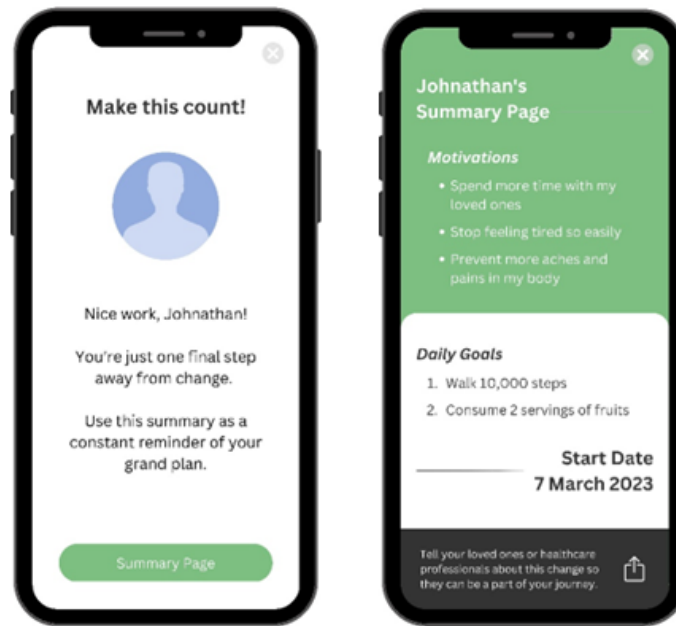 Make this count!
Nice work, Johnathan!
You're just one final step
away from change.
Use this summary as a
constant reminder of your
grand plan.
Summary Page
Johnathan's
Summary Page
Motivations
• Spend more time with my
loved ones
• Stop feeling tired so easily
• Prevent more aches and
pains in my body
Daily Goals
1. Walk 10,000 steps
2. Consume 2 servings of fruits
Start Date
7 March 2023
Tell your loved ones or healthcare
professionals about this change so
they can be a part of your journey.